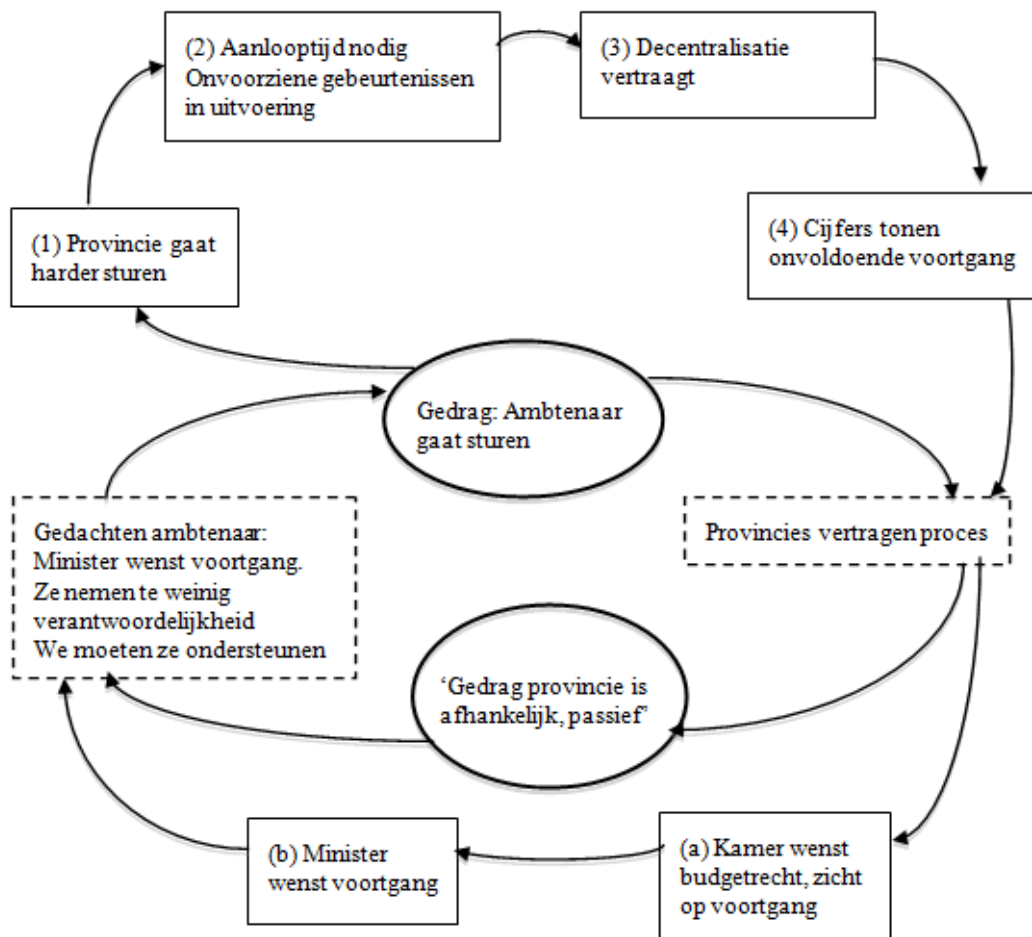 (2) Aanlooptijd nodig
Onvoorziene gebeurtenissen
in uitvoering
(3) Decentralisatie
vertraagt
(1) Provincie gaat
harder sturen
(4) Cijfers tonen
onvoldoende voortgang
Gedrag: Ambtenaar
gaat sturen
Gedachten ambtenaar:
Minister wenst voortgang.
Ze nemen te weinig
verantwoordelijkheid
We moeten ze ondersteunen
Provincies vertragen proces
‘Gedrag provincie is
afhankelijk, passief’
(b) Minister
wenst voortgang
(a) Kamer wenst
budgetrecht, zicht
op voortgang